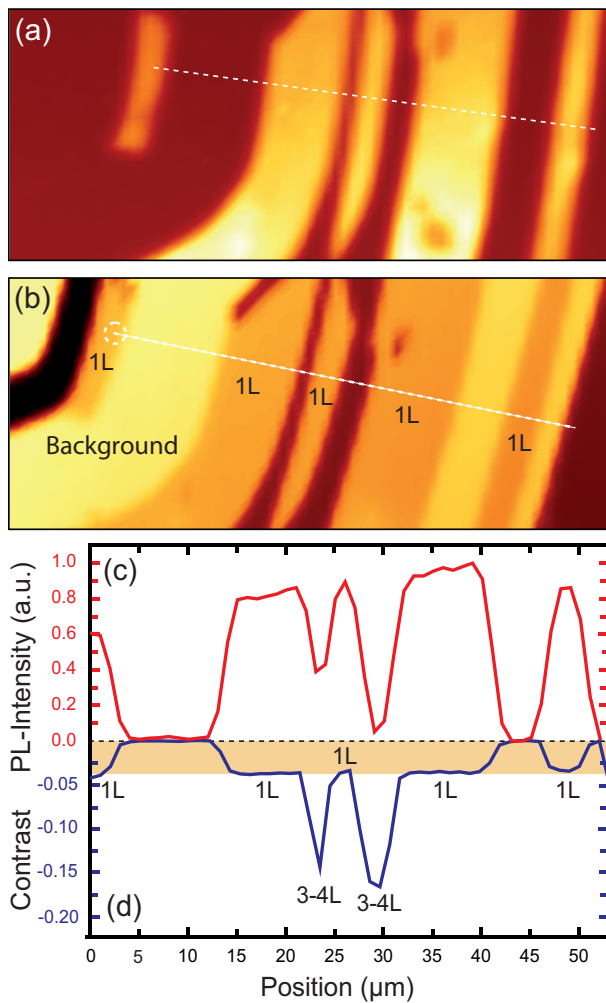 (a)
(b)
1L
1L
1L
1L
1L
Background
(c)
PL-Intensity (a.u.)
1.0
0.8
0.6
0.4
0.2
0.0
1L
1L
1L
1L
1L
-0.05
-0.10
-0.15
-0.20
Contrast
3-4L
3-4L
(d)
0 5 10 15 20 25 30 35 40 45 50
Position (μm)